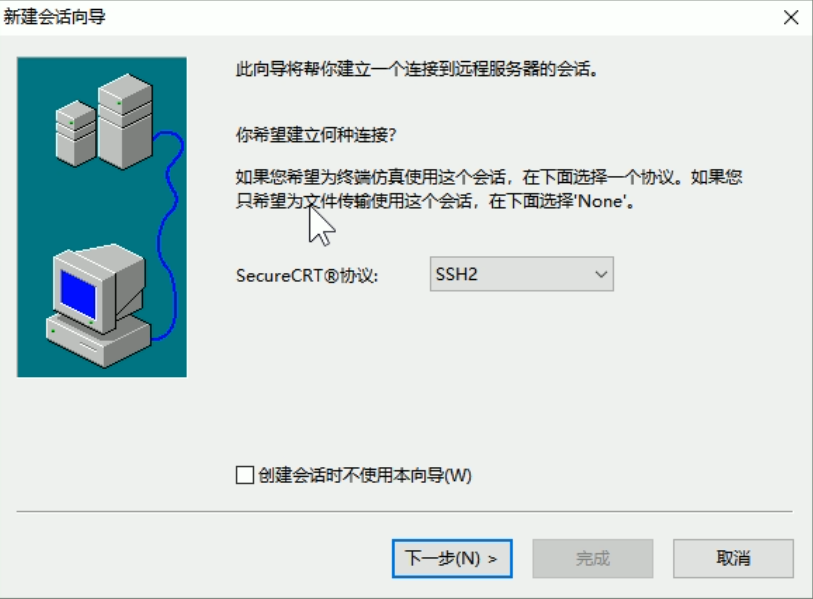 新建会话向导
此向导将帮你建立一个连接到远程服务器的会话。
你希望建立何种连接?
如果您希望为终端仿真使用这个会话，在下面选择一个协议。如果您
只希望为文件传输使用这个会话，在下面选择'None'。
SecureCRT®协议:
SSH2
创建会话时不使用本向导(W)
下一步(N) >
完成
取消